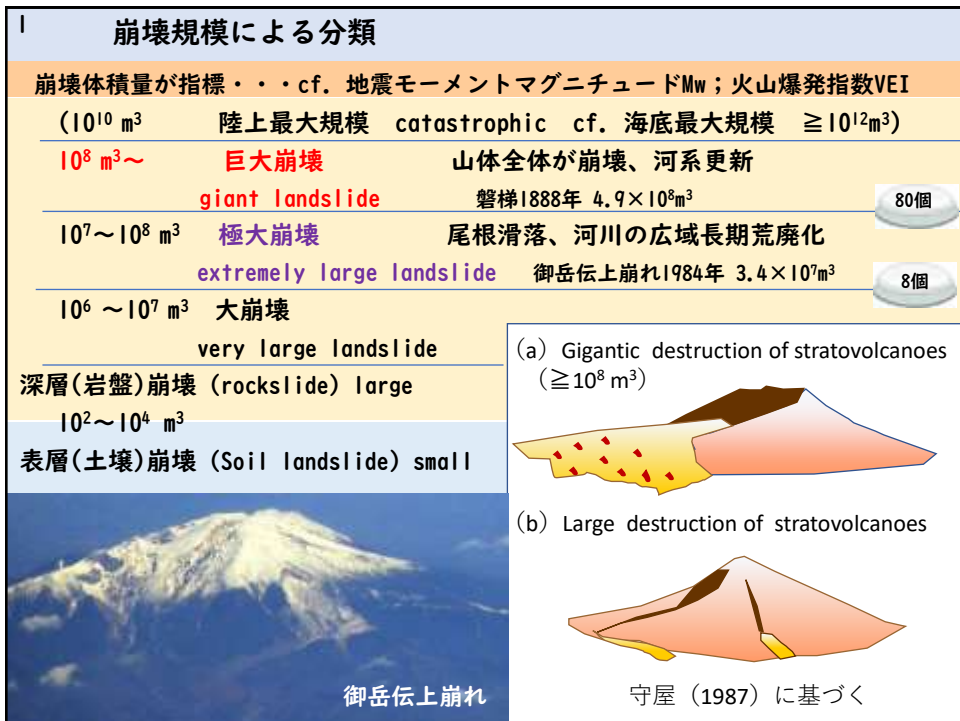 1 崩壊規模による分類
崩壊体積量が指標・・・cf. 地震モーメントマグニチュードMw；火山爆発指数VEI
(10¹⁰ m³ 陸上最大規模 catastrophic cf. 海底最大規模 ≧10¹²m³)
10⁸ m³～ 巨大崩壊 山体全体が崩壊、河系更新
giant landslide 磐梯1888年 4.9×10⁸m³
80個
10⁷～10⁸ m³ 極大崩壊 尾根滑落、河川の広域長期荒廃化
extremely large landslide 御岳伝上崩れ1984年 3.4×10⁷m³
8個
10⁶ ～10⁷ m³ 大崩壊
very large landslide
深層(岩盤)崩壊 (rockslide) large
10²～10⁴ m³
表層(土壌)崩壊 (Soil landslide) small
(a) Gigantic destruction of stratovolcanoes
(≧10⁸ m³)
(b) Large destruction of stratovolcanoes
守屋（1987）に基づく
御岳伝上崩れ